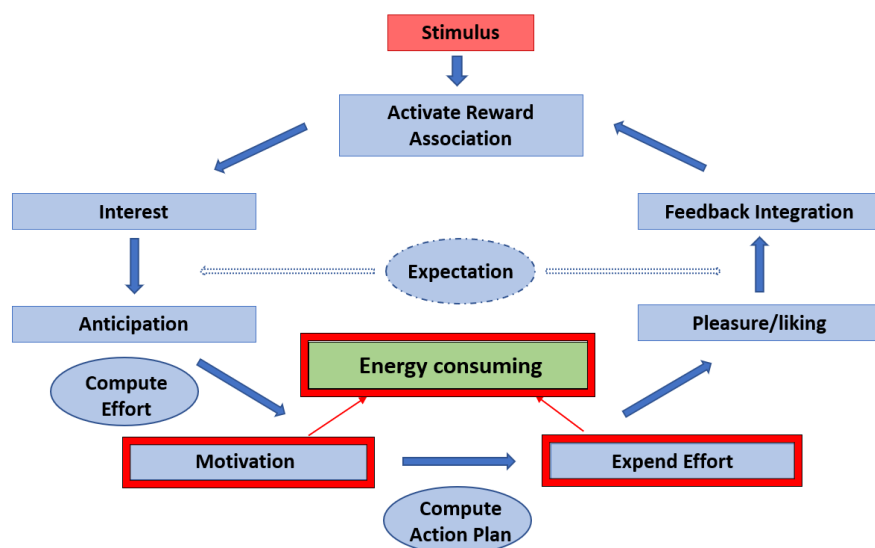 Stimulus
Activate Reward
Association
Interest
Feedback Integration
Expectation
Anticipation
Pleasure/liking
Energy consuming
Compute
Effort
Motivation
Expend Effort
Compute
Action Plan